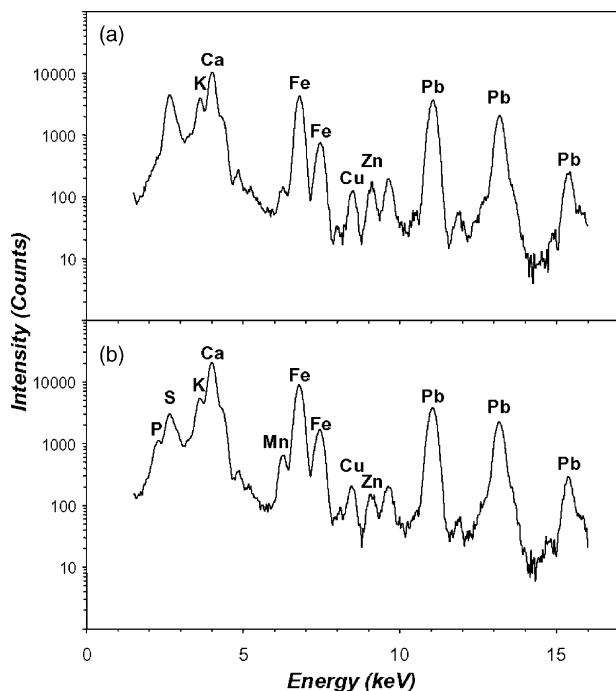 (a)
10000
1000
100
10
K
Ca
Fe
Fe
Cu
Zn
Pb
Pb
Pb
Intensity (Counts)
(b)
10000
1000
100
10
P
S
K
Ca
Mn
Fe
Fe
Cu
Zn
Pb
Pb
Pb
0
5
10
15
Energy (keV)